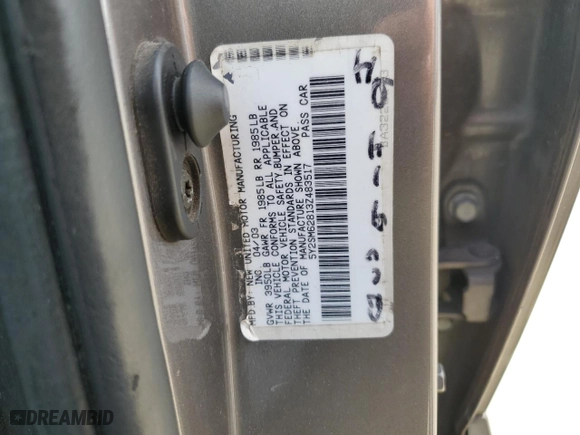 MFD BY: NEW UNITED MOTOR MANUFACTURING
INC 04/03
GVWR 3950LB GAWR FR 1985LB RR 1985LB
THIS VEHICLE CONFORMS TO ALL APPLICABLE
FEDERAL MOTOR VEHICLE SAFETY,BUMPER,AND
THEFT PREVENTION STANDARDS IN EFFECT ON
THE DATE OF MANUFACTURE SHOWN ABOVE.
5Y2SM62813Z483517 PASS CAR
DREAMBID